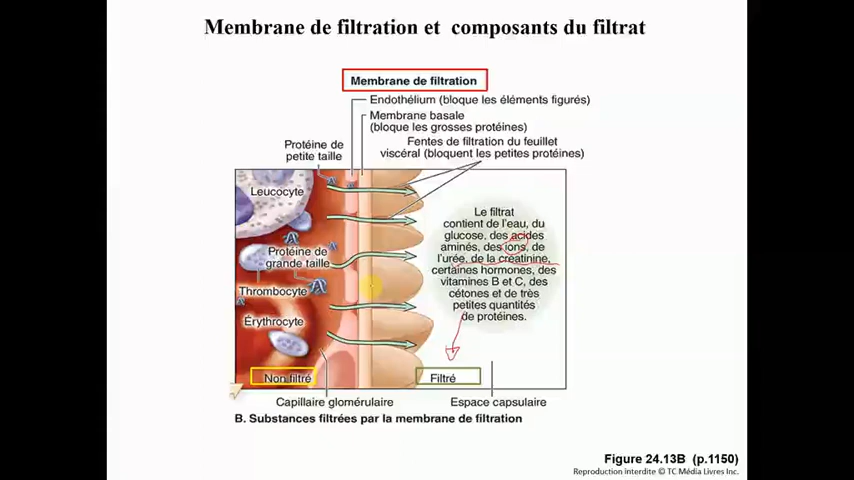 Membrane de filtration et composants du filtrat
Membrane de filtration
Endothélium (bloque les éléments figurés)
Membrane basale
(bloque les grosses protéines)
Fentes de filtration du feuillet
viscéral (bloquent les petites protéines)
Protéine de
petite taille
Leucocyte
Protéine de
grande taille
Thrombocyte
Érythrocyte
Le filtrat
contient de l'eau, du
glucose, des acides
aminés, des ions, de
l'urée, de la créatinine,
certaines hormones, des
vitamines B et C, des
cétones et de très
petites quantités
de protéines.
Non filtré
Filtré
Capillaire glomérulaire
Espace capsulaire
B. Substances filtrées par la membrane de filtration
Figure 24.13B (p.1150)
Reproduction interdite © TC Média Livres Inc.